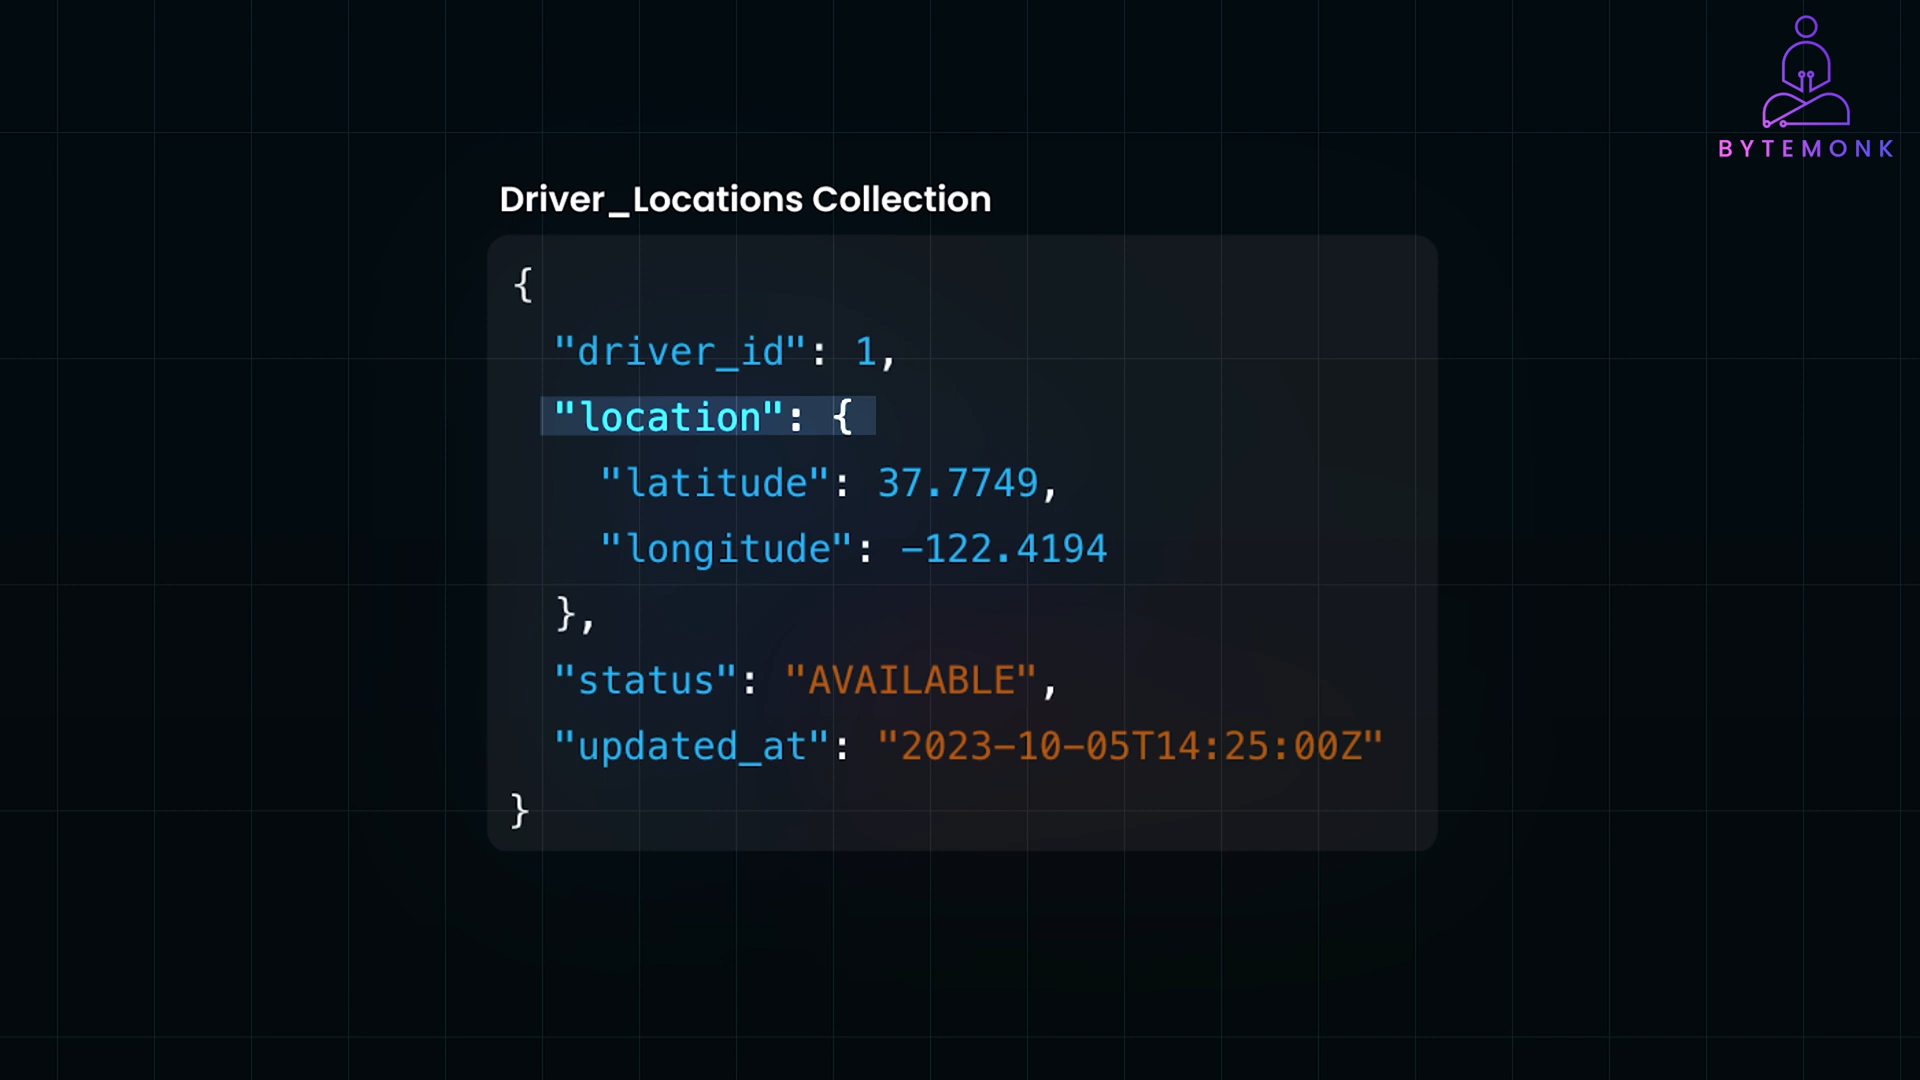 BYTEMONK
Driver_Locations Collection
{
"driver_id": 1,
"location": {
"latitude": 37.7749,
"longitude": -122.4194
},
"status": "AVAILABLE",
"updated_at": "2023-10-05T14:25:00Z"
}